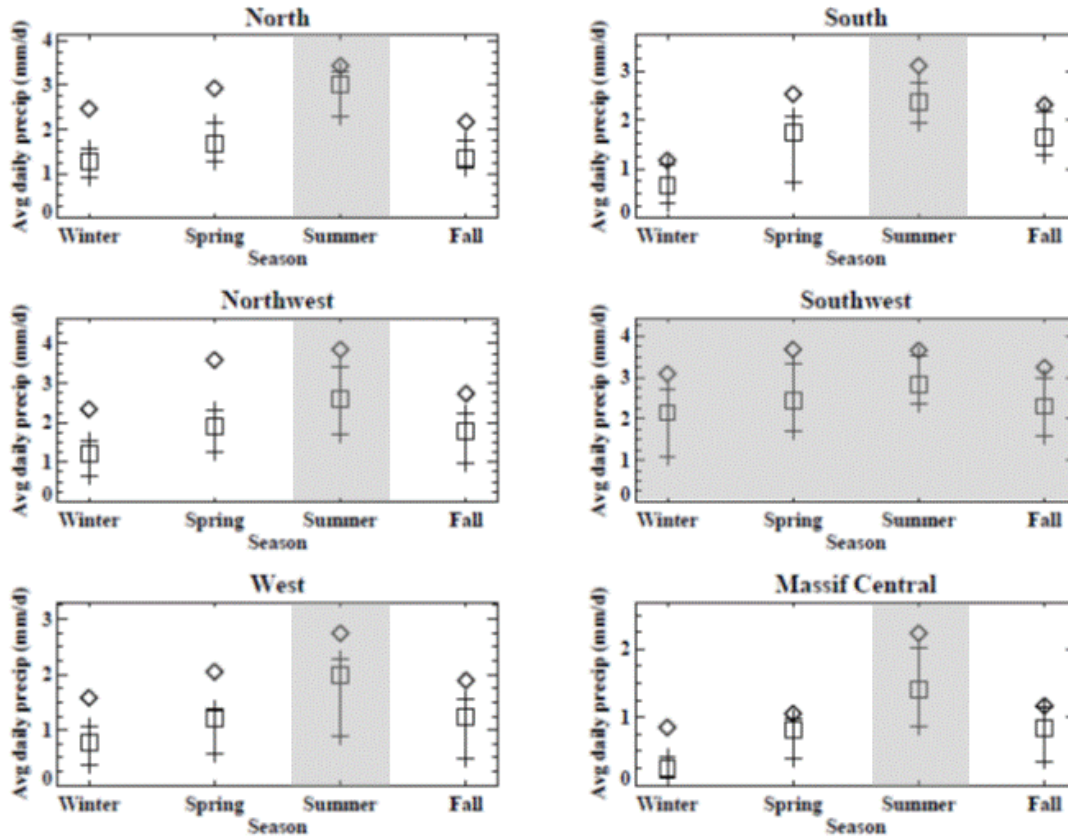 North
Avg daily precip (mm/d)
4
3
2
1
0
Winter Spring Summer Fall
Season
South
Avg daily precip (mm/d)
3
2
1
0
Winter Spring Summer Fall
Season
Northwest
Avg daily precip (mm/d)
4
3
2
1
0
Winter Spring Summer Fall
Season
Southwest
Avg daily precip (mm/d)
4
3
2
1
0
Winter Spring Summer Fall
Season
West
Avg daily precip (mm/d)
3
2
1
0
Winter Spring Summer Fall
Season
Massif Central
Avg daily precip (mm/d)
2
1
0
Winter Spring Summer Fall
Season